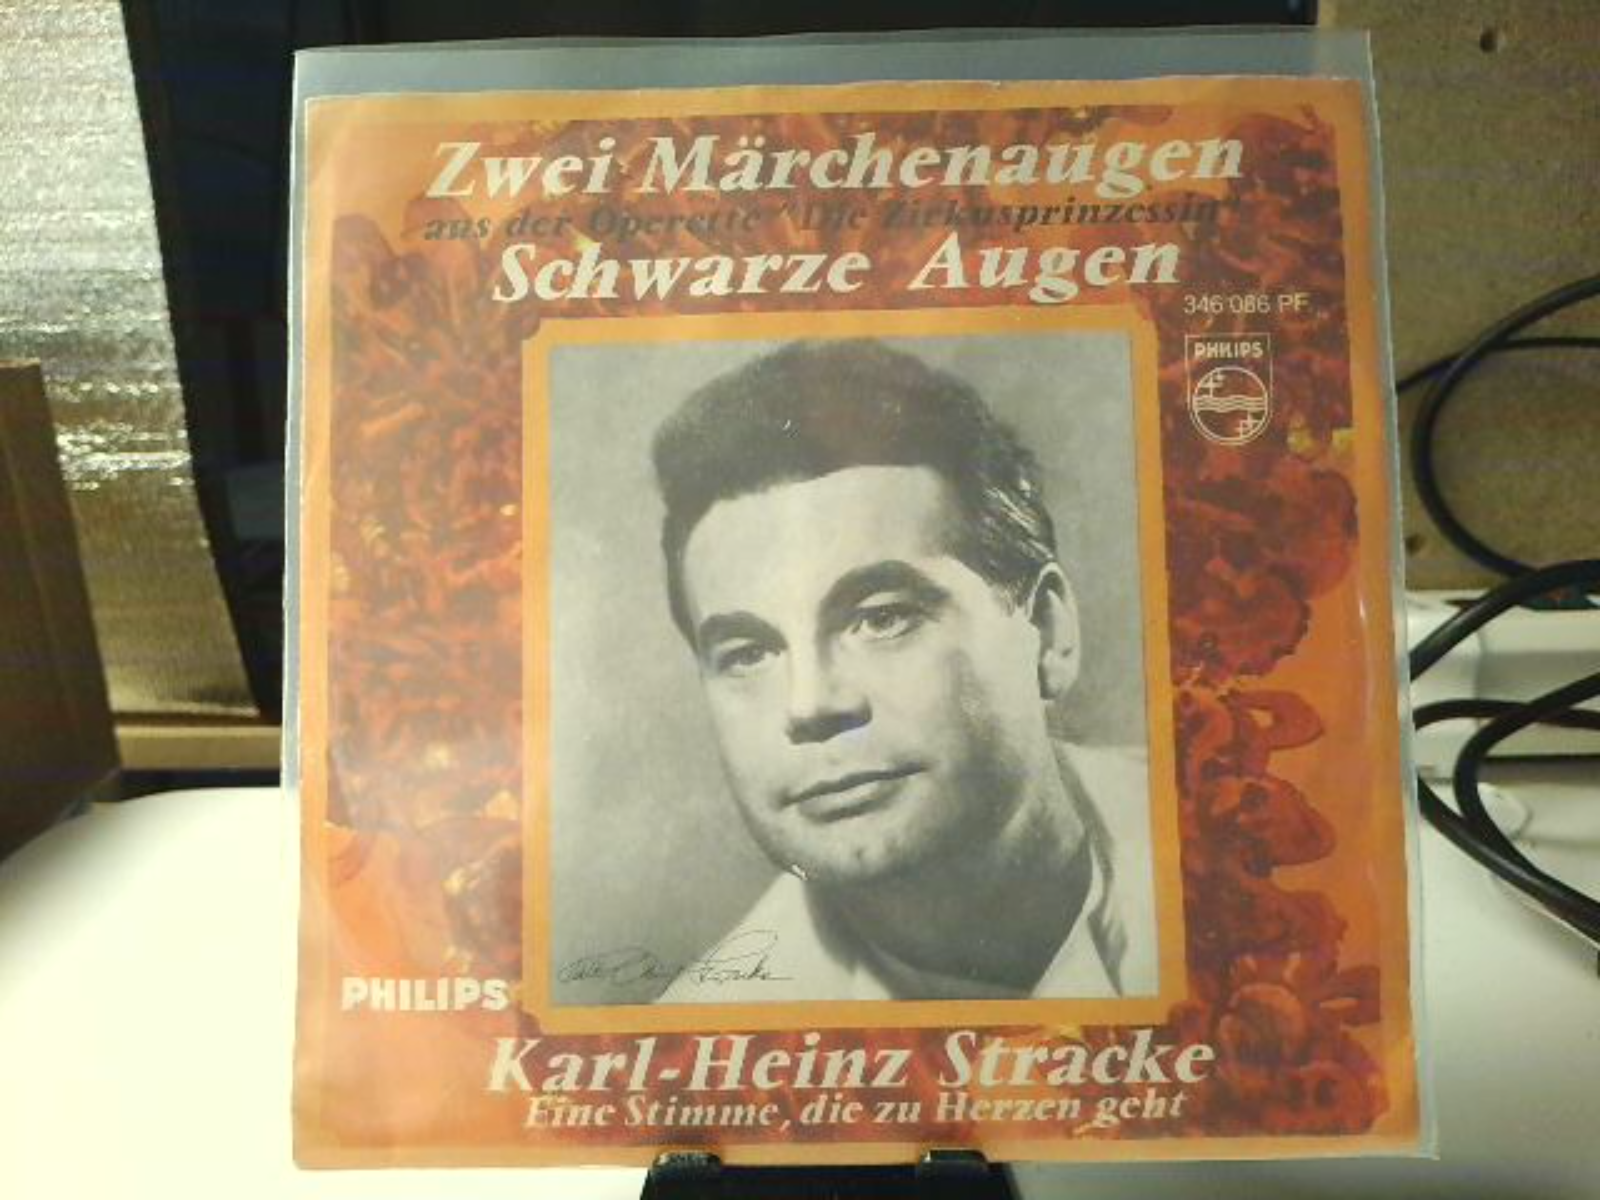 Zwei Märchenaugen
aus der Operette "Die Zirkusprinzessin"
Schwarze Augen
346 086 PF
PHILIPS
PHILIPS
Karl-Heinz Stracke
Eine Stimme, die zu Herzen geht